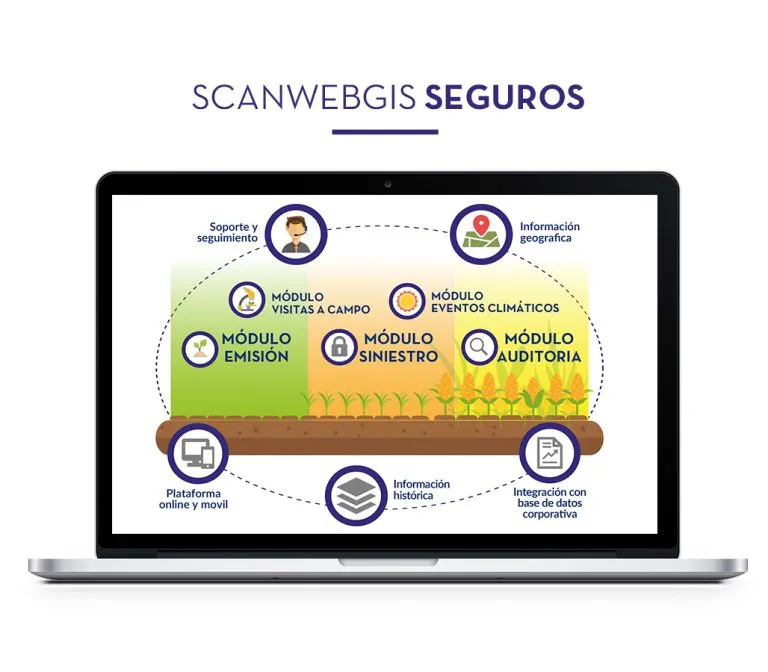 SCANWEBGIS SEGUROS
Soporte y
seguimiento
Información
geografica
MÓDULO
VISITAS A CAMPO
MÓDULO
EVENTOS CLIMÁTICOS
MÓDULO
EMISIÓN
MÓDULO
SINIESTRO
MÓDULO
AUDITORIA
Plataforma
online y movil
Información
histórica
Integración con
base de datos
corporativa